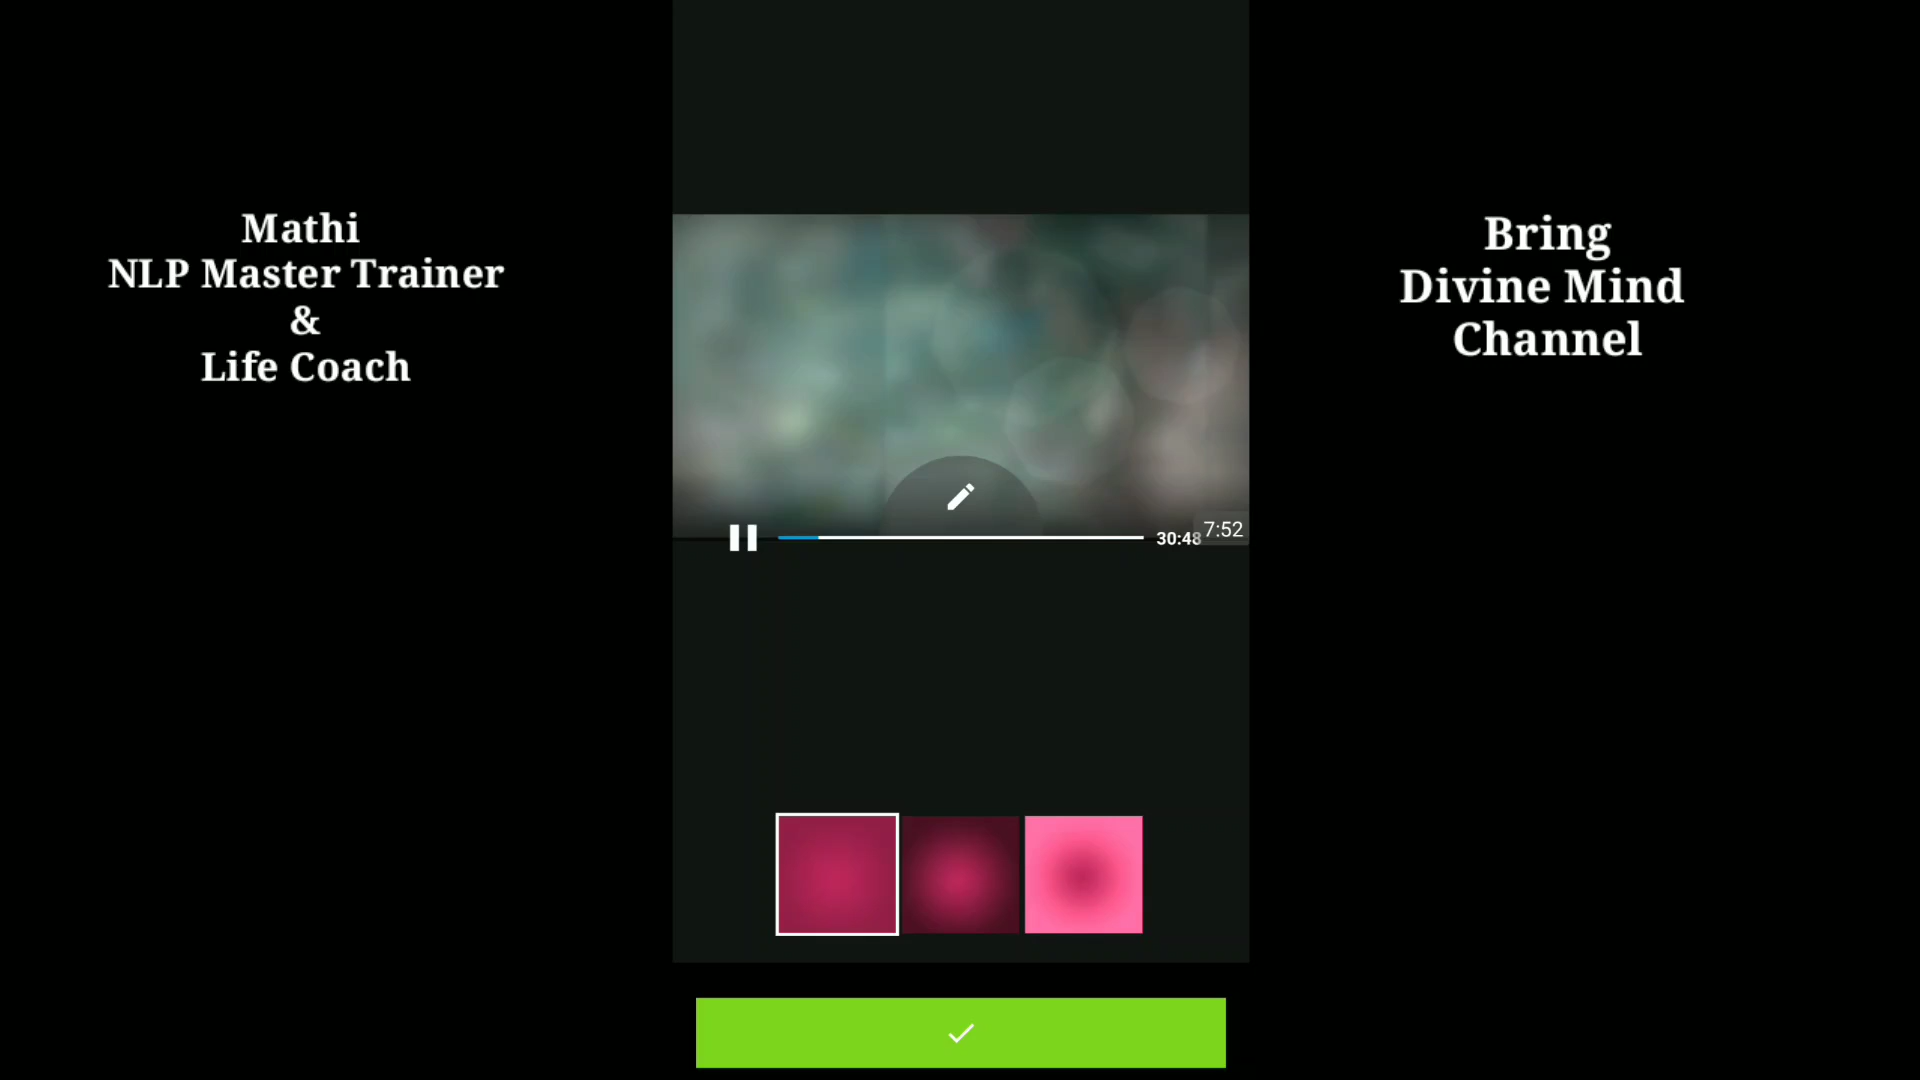 Mathi
NLP Master Trainer
&
Life Coach
Bring
Divine Mind
Channel
30:48
7:52